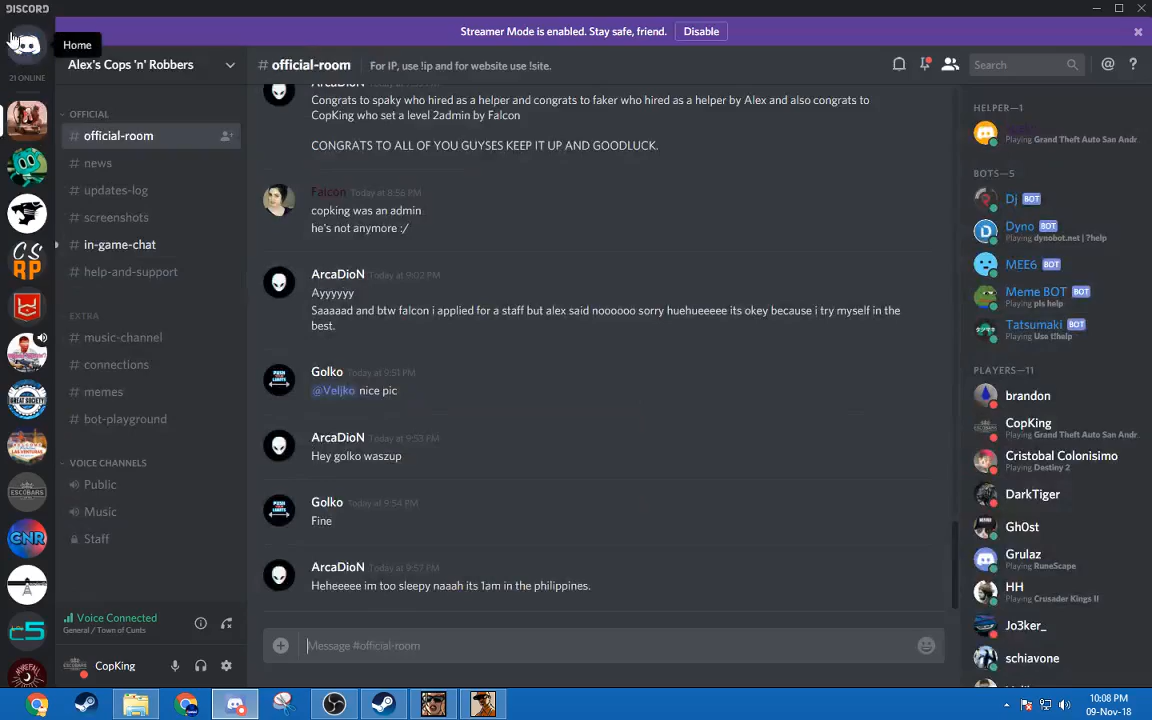 DISCORD
Streamer Mode is enabled. Stay safe, friend.
Disable
Home
21 ONLINE
Alex's Cops 'n' Robbers
# official-room
For IP, use !ip and for website use !site.
Search
OFFICIAL
# official-room
# news
# updates-log
# screenshots
# in-game-chat
# help-and-support
EXTRA
# music-channel
# connections
# memes
# bot-playground
VOICE CHANNELS
Public
Music
Staff
Voice Connected
General / Town of Cunts
CopKing
CS
RP
GREAT SOCIETY
LAS VENTURAS
ESCOBARS
GNR
Congrats to spaky who hired as a helper and congrats to faker who hired as a helper by Alex and also congrats to
CopKing who set a level 2admin by Falcon
CONGRATS TO ALL OF YOU GUYSES KEEP IT UP AND GOODLUCK.
Falcon Today at 8:56 PM
copking was an admin
he's not anymore :/
ArcaDioN Today at 9:02 PM
Ayyyyyy
Saaaaad and btw falcon i applied for a staff but alex said noooooo sorry huehueeeee its okey because i try myself in the
best.
Golko Today at 9:51 PM
@Veljko nice pic
ArcaDioN Today at 9:53 PM
Hey golko waszup
Golko Today at 9:54 PM
Fine
ArcaDioN Today at 9:57 PM
Heheeeee im too sleepy naaah its 1am in the philippines.
Message #official-room
HELPER—1
Playing Grand Theft Auto San Andr
BOTS—5
Dj BOT
Dyno BOT
Playing dynobot.net | ?help
MEE6 BOT
Meme BOT BOT
Playing pls help
Tatsumaki BOT
Playing Use t!help
PLAYERS—11
brandon
CopKing
Playing Grand Theft Auto San Andr
Cristobal Colonisimo
Playing Destiny 2
DarkTiger
Gh0st
Grulaz
Playing RuneScape
HH
Playing Crusader Kings II
Jo3ker_
schiavone
10:08 PM
09-Nov-18